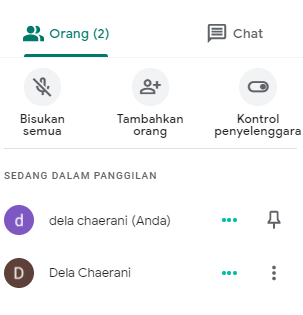 Orang (2)
Chat
Bisukan
semua
Tambahkan
orang
Kontrol
penyelenggara
SEDANG DALAM PANGGILAN
d
dela chaerani (Anda)
D
Dela Chaerani